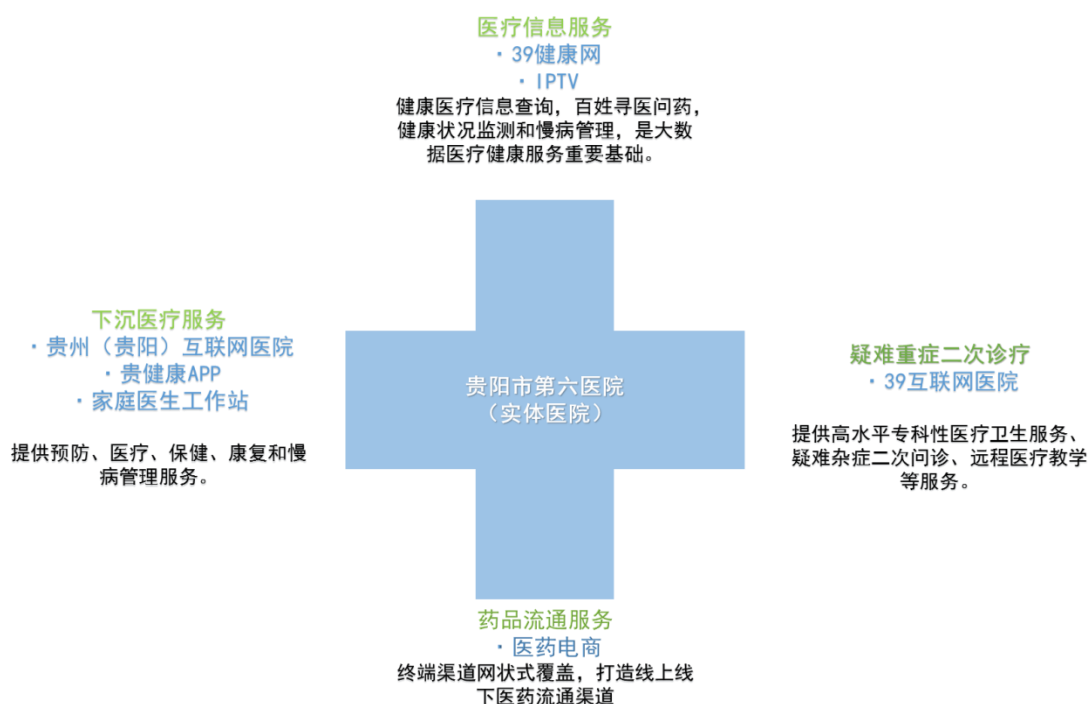 医疗信息服务
·39健康网
·IPTV
健康医疗信息查询，百姓寻医问药，
健康状况监测和慢病管理，是大数
据医疗健康服务重要基础。
下沉医疗服务
·贵州（贵阳）互联网医院
·贵健康APP
·家庭医生工作站
提供预防、医疗、保健、康复和慢
病管理服务。
贵阳市第六医院
（实体医院）
疑难重症二次诊疗
·39互联网医院
提供高水平专科性医疗卫生服务、
疑难杂症二次问诊、远程医疗教学
等服务。
药品流通服务
·医药电商
终端渠道网状式覆盖，打造线上线
下医药流通渠道